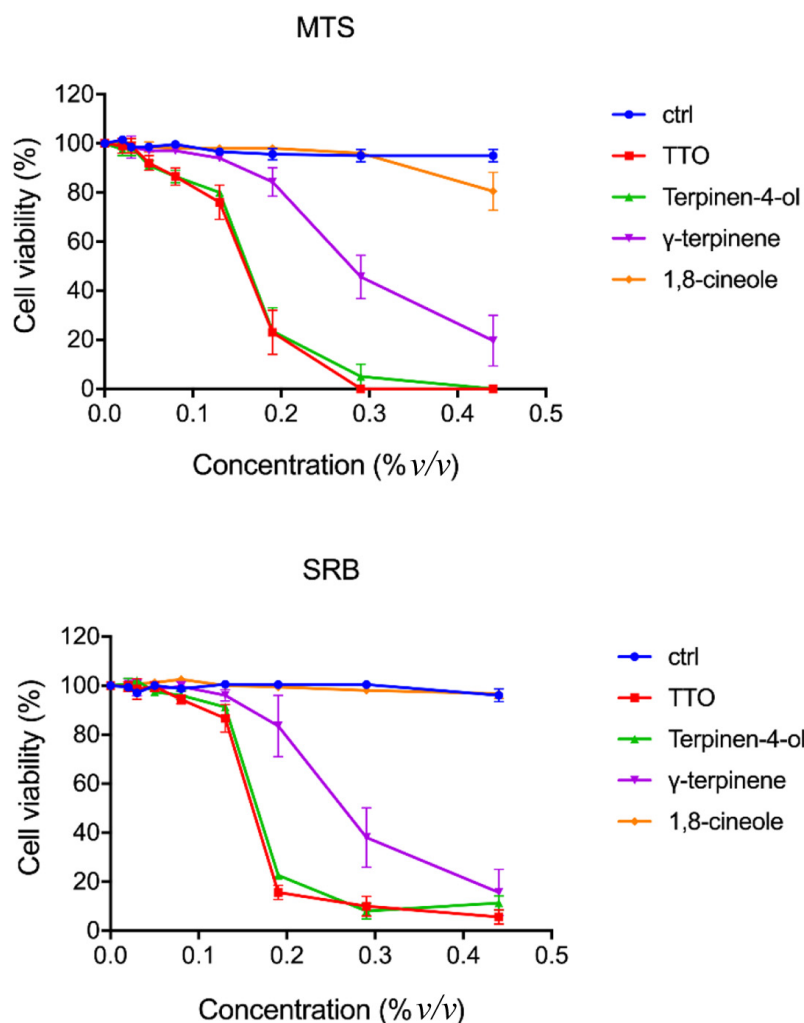 MTS
120
100
80
60
40
20
0
Cell viability (%)
0.0 0.1 0.2 0.3 0.4 0.5
Concentration (% v/v)
ctrl
TTO
Terpinen-4-ol
γ-terpinene
1,8-cineole
SRB
120
100
80
60
40
20
0
Cell viability (%)
0.0 0.1 0.2 0.3 0.4 0.5
Concentration (% v/v)
ctrl
TTO
Terpinen-4-ol
γ-terpinene
1,8-cineole